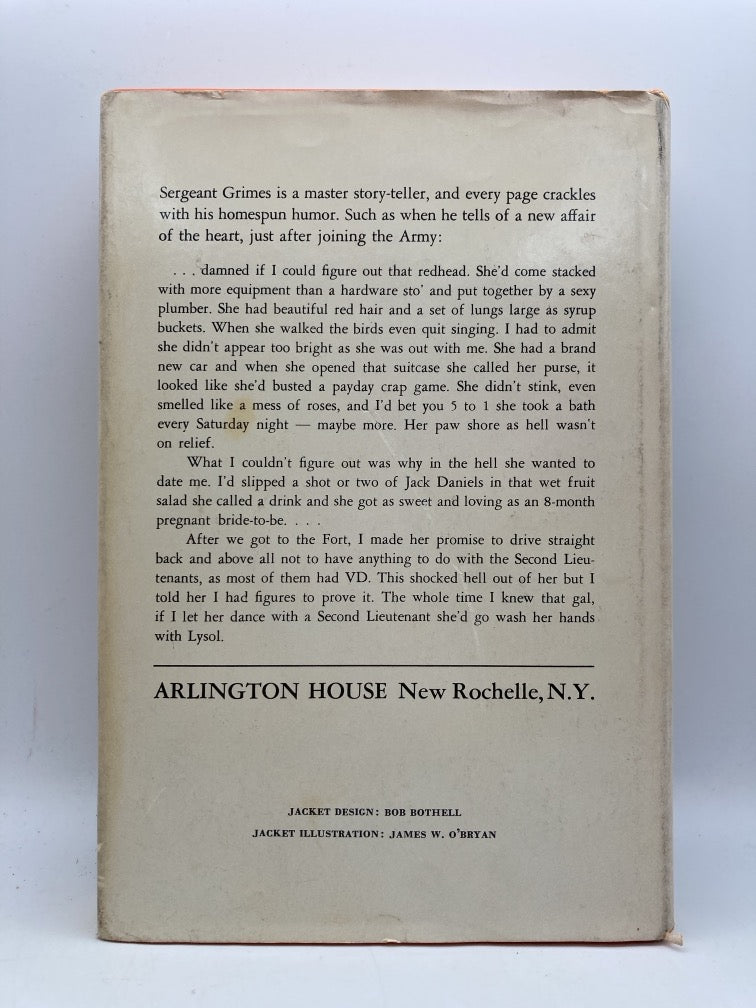 Sergeant Grimes is a master story-teller, and every page crackles
with his homespun humor. Such as when he tells of a new affair
of the heart, just after joining the Army:
. . . damned if I could figure out that redhead. She'd come stacked
with more equipment than a hardware sto' and put together by a sexy
plumber. She had beautiful red hair and a set of lungs large as syrup
buckets. When she walked the birds even quit singing. I had to admit
she didn't appear too bright as she was out with me. She had a brand
new car and when she opened that suitcase she called her purse, it
looked like she'd busted a payday crap game. She didn't stink, even
smelled like a mess of roses, and I'd bet you 5 to 1 she took a bath
every Saturday night — maybe more. Her paw shore as hell wasn't
on relief.
What I couldn't figure out was why in the hell she wanted to
date me. I'd slipped a shot or two of Jack Daniels in that wet fruit
salad she called a drink and she got as sweet and loving as an 8-month
pregnant bride-to-be. . . .
After we got to the Fort, I made her promise to drive straight
back and above all not to have anything to do with the Second Lieu-
tenants, as most of them had VD. This shocked hell out of her but I
told her I had figures to prove it. The whole time I knew that gal,
if I let her dance with a Second Lieutenant she'd go wash her hands
with Lysol.
ARLINGTON HOUSE New Rochelle, N.Y.
JACKET DESIGN: BOB BOTHELL
JACKET ILLUSTRATION: JAMES W. O'BRYAN